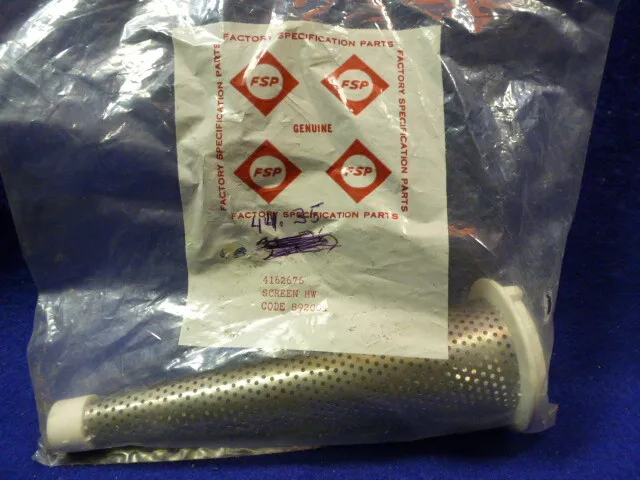 FACTORY SPECIFICATION PARTS
FACTORY SPECIFICATION PARTS
FACTORY SPECIFICATION PARTS
FSP
FSP
GENUINE
FSP
FSP
FACTORY SPECIFICATION PARTS
44.35
4162676
SCREEN HW
CODE